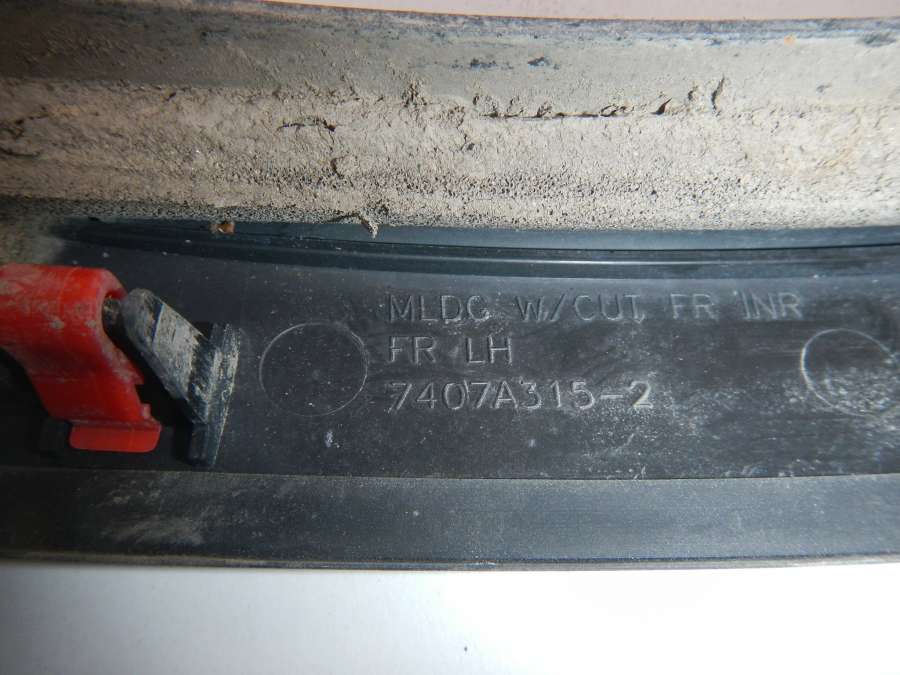 MLDG W/CUT, FR INR
FR LH
7407A315-2